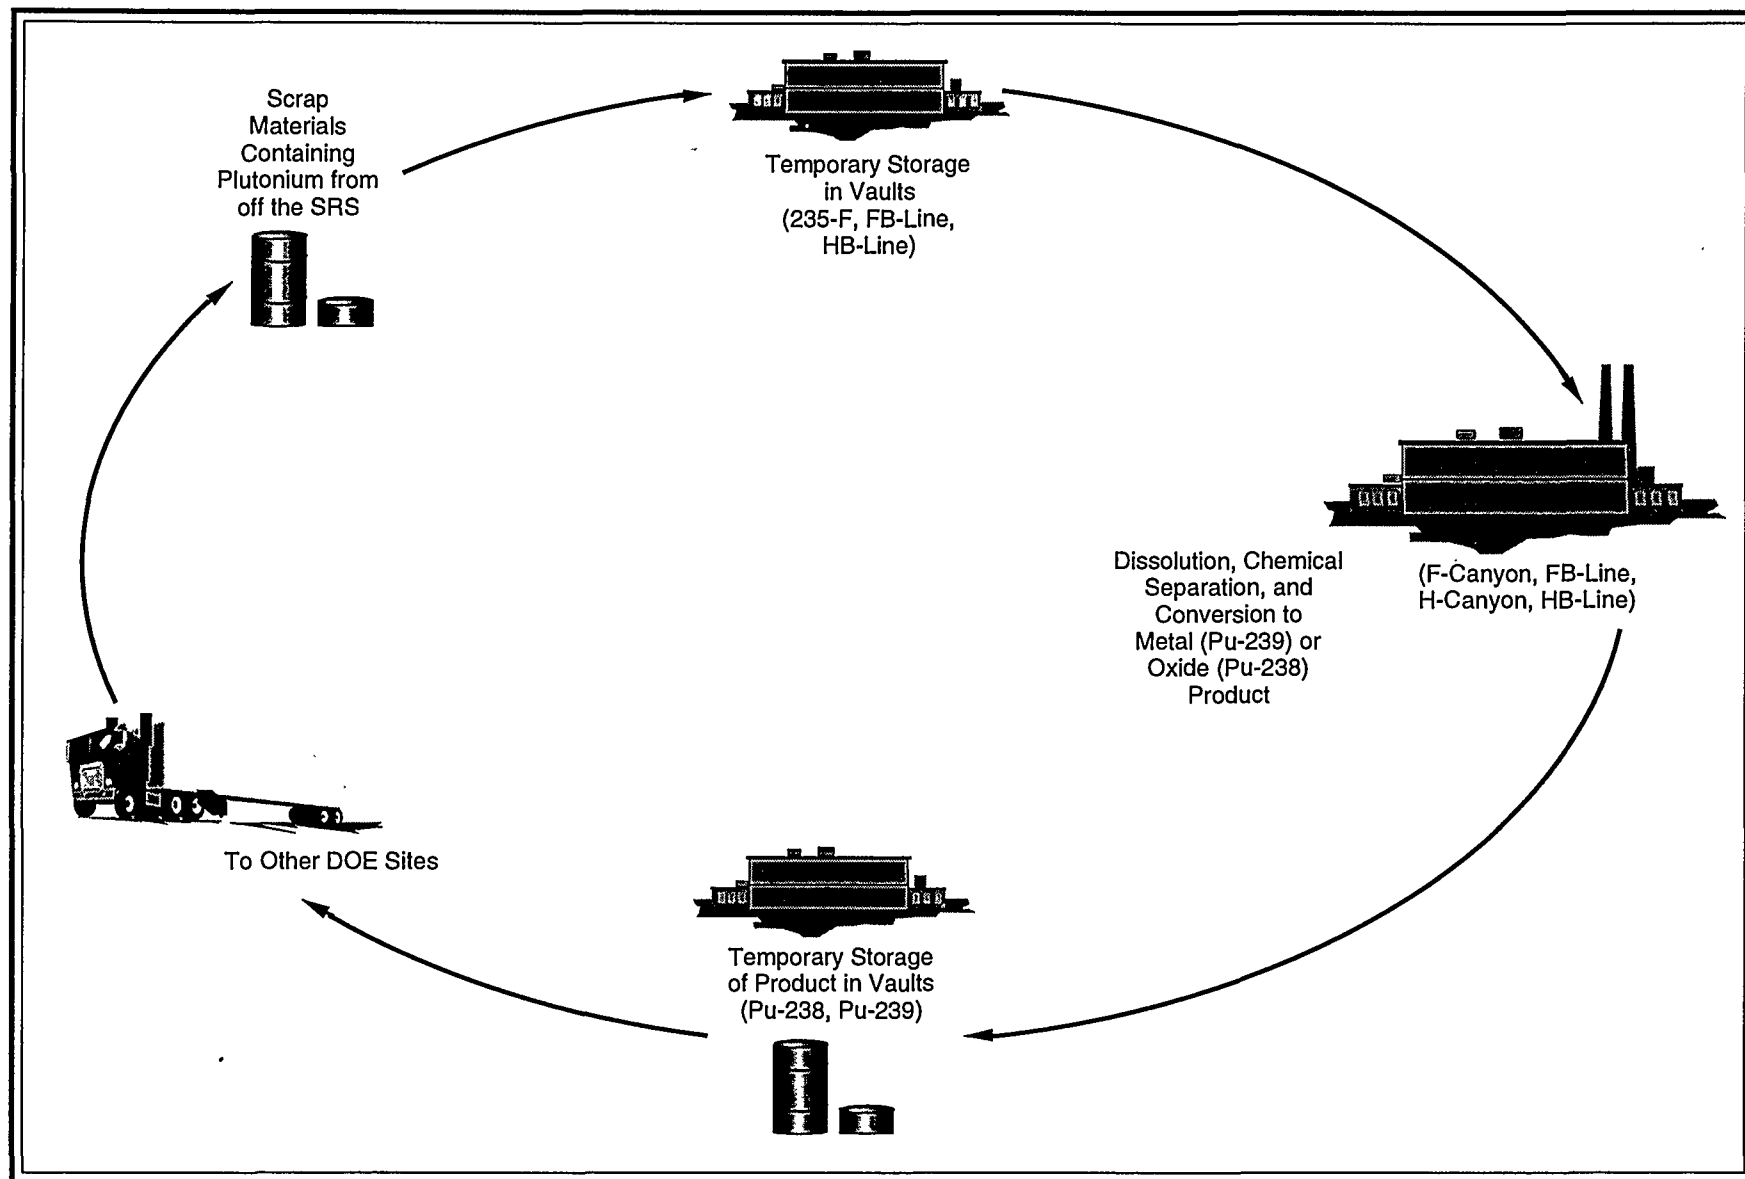 Scrap
Materials
Containing
Plutonium from
off the SRS
Temporary Storage
in Vaults
(235-F, FB-Line,
HB-Line)
Dissolution, Chemical
Separation, and
Conversion to
Metal (Pu-239) or
Oxide (Pu-238)
Product
(F-Canyon, FB-Line,
H-Canyon, HB-Line)
Temporary Storage
of Product in Vaults
(Pu-238, Pu-239)
To Other DOE Sites